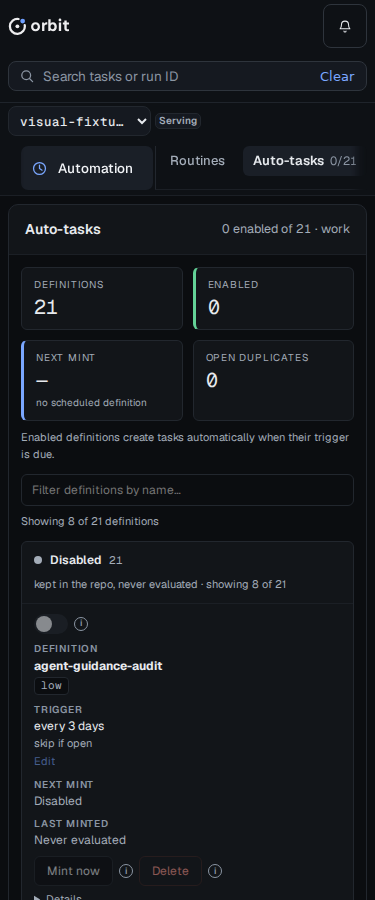 orbit
Search tasks or run ID Clear
visual-fixtu… Serving
Automation Routines Auto-tasks 0/21
Auto-tasks 0 enabled of 21 · work
DEFINITIONS
21
ENABLED
0
NEXT MINT
—
no scheduled definition
OPEN DUPLICATES
0
Enabled definitions create tasks automatically when their trigger
is due.
Filter definitions by name…
Showing 8 of 21 definitions
Disabled 21
kept in the repo, never evaluated · showing 8 of 21
DEFINITION
agent-guidance-audit
low
TRIGGER
every 3 days
skip if open
Edit
NEXT MINT
Disabled
LAST MINTED
Never evaluated
Mint now Delete
Details